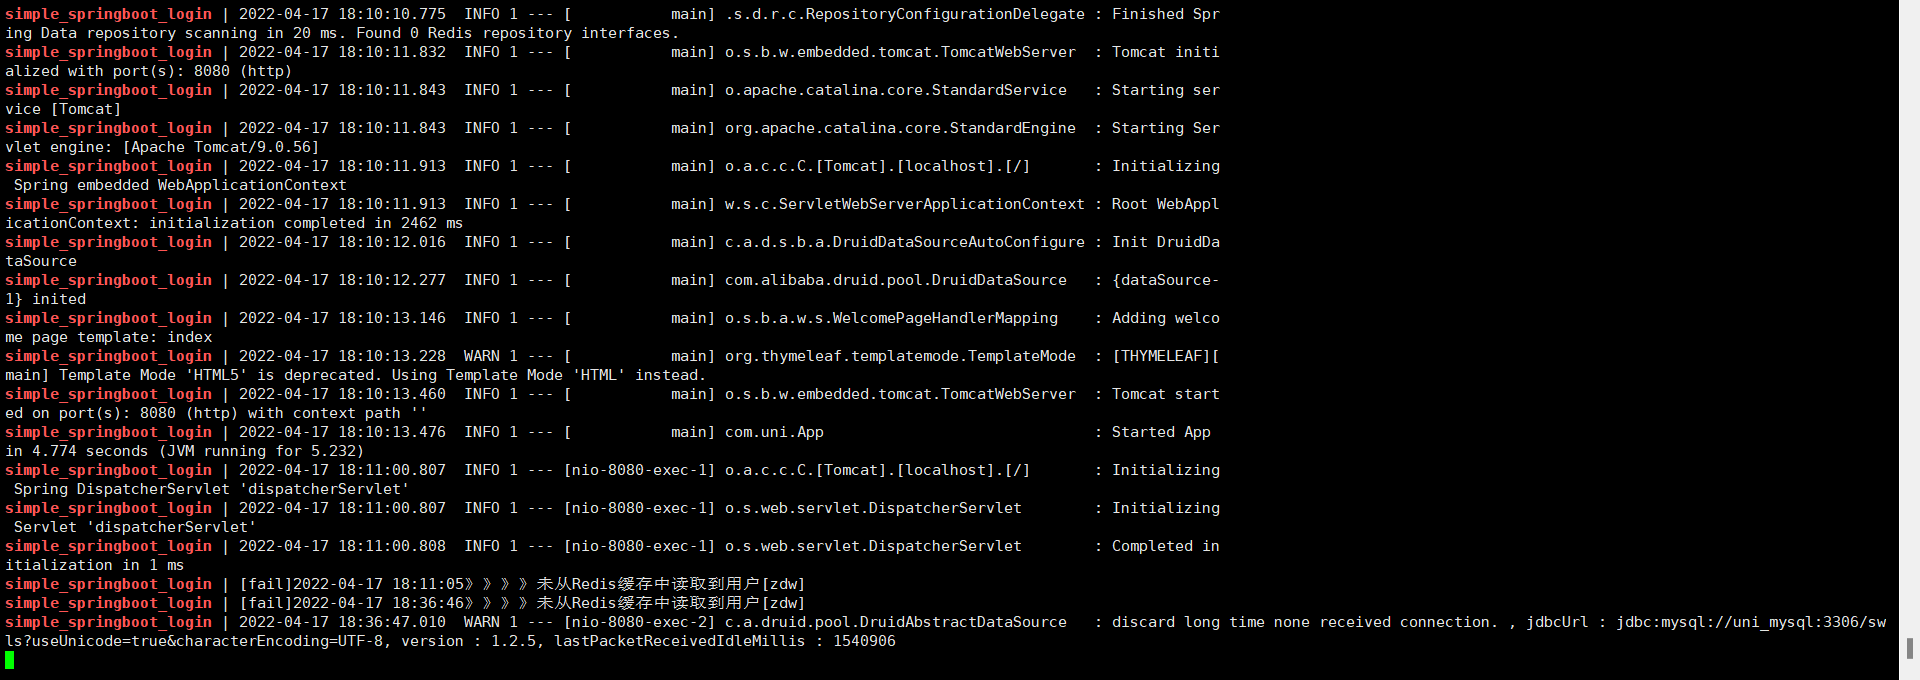 simple_springboot_login | 2022-04-17 18:10:10.775  INFO 1 --- [           main] .s.d.r.c.RepositoryConfigurationDelegate : Finished Spr
ing Data repository scanning in 20 ms. Found 0 Redis repository interfaces.
simple_springboot_login | 2022-04-17 18:10:11.832  INFO 1 --- [           main] o.s.b.w.embedded.tomcat.TomcatWebServer  : Tomcat initi
alized with port(s): 8080 (http)
simple_springboot_login | 2022-04-17 18:10:11.843  INFO 1 --- [           main] o.apache.catalina.core.StandardService   : Starting ser
vice [Tomcat]
simple_springboot_login | 2022-04-17 18:10:11.843  INFO 1 --- [           main] org.apache.catalina.core.StandardEngine  : Starting Ser
vlet engine: [Apache Tomcat/9.0.56]
simple_springboot_login | 2022-04-17 18:10:11.913  INFO 1 --- [           main] o.a.c.c.C.[Tomcat].[localhost].[/]       : Initializing
 Spring embedded WebApplicationContext
simple_springboot_login | 2022-04-17 18:10:11.913  INFO 1 --- [           main] w.s.c.ServletWebServerApplicationContext : Root WebAppl
icationContext: initialization completed in 2462 ms
simple_springboot_login | 2022-04-17 18:10:12.016  INFO 1 --- [           main] c.a.d.s.b.a.DruidDataSourceAutoConfigure : Init DruidDa
taSource
simple_springboot_login | 2022-04-17 18:10:12.277  INFO 1 --- [           main] com.alibaba.druid.pool.DruidDataSource   : {dataSource-
1} inited
simple_springboot_login | 2022-04-17 18:10:13.146  INFO 1 --- [           main] o.s.b.a.w.s.WelcomePageHandlerMapping    : Adding welco
me page template: index
simple_springboot_login | 2022-04-17 18:10:13.228  WARN 1 --- [           main] org.thymeleaf.templatemode.TemplateMode  : [THYMELEAF][
main] Template Mode 'HTML5' is deprecated. Using Template Mode 'HTML' instead.
simple_springboot_login | 2022-04-17 18:10:13.460  INFO 1 --- [           main] o.s.b.w.embedded.tomcat.TomcatWebServer  : Tomcat start
ed on port(s): 8080 (http) with context path ''
simple_springboot_login | 2022-04-17 18:10:13.476  INFO 1 --- [           main] com.uni.App                              : Started App
in 4.774 seconds (JVM running for 5.232)
simple_springboot_login | 2022-04-17 18:11:00.807  INFO 1 --- [nio-8080-exec-1] o.a.c.c.C.[Tomcat].[localhost].[/]       : Initializing
 Spring DispatcherServlet 'dispatcherServlet'
simple_springboot_login | 2022-04-17 18:11:00.807  INFO 1 --- [nio-8080-exec-1] o.s.web.servlet.DispatcherServlet        : Initializing
 Servlet 'dispatcherServlet'
simple_springboot_login | 2022-04-17 18:11:00.808  INFO 1 --- [nio-8080-exec-1] o.s.web.servlet.DispatcherServlet        : Completed in
itialization in 1 ms
simple_springboot_login | [fail]2022-04-17 18:11:05》》》》未从Redis缓存中读取到用户[zdw]
simple_springboot_login | [fail]2022-04-17 18:36:46》》》》未从Redis缓存中读取到用户[zdw]
simple_springboot_login | 2022-04-17 18:36:47.010  WARN 1 --- [nio-8080-exec-2] c.a.druid.pool.DruidAbstractDataSource   : discard long time none received connection. , jdbcUrl : jdbc:mysql://uni_mysql:3306/sw
ls?useUnicode=true&characterEncoding=UTF-8, version : 1.2.5, lastPacketReceivedIdleMillis : 1540906